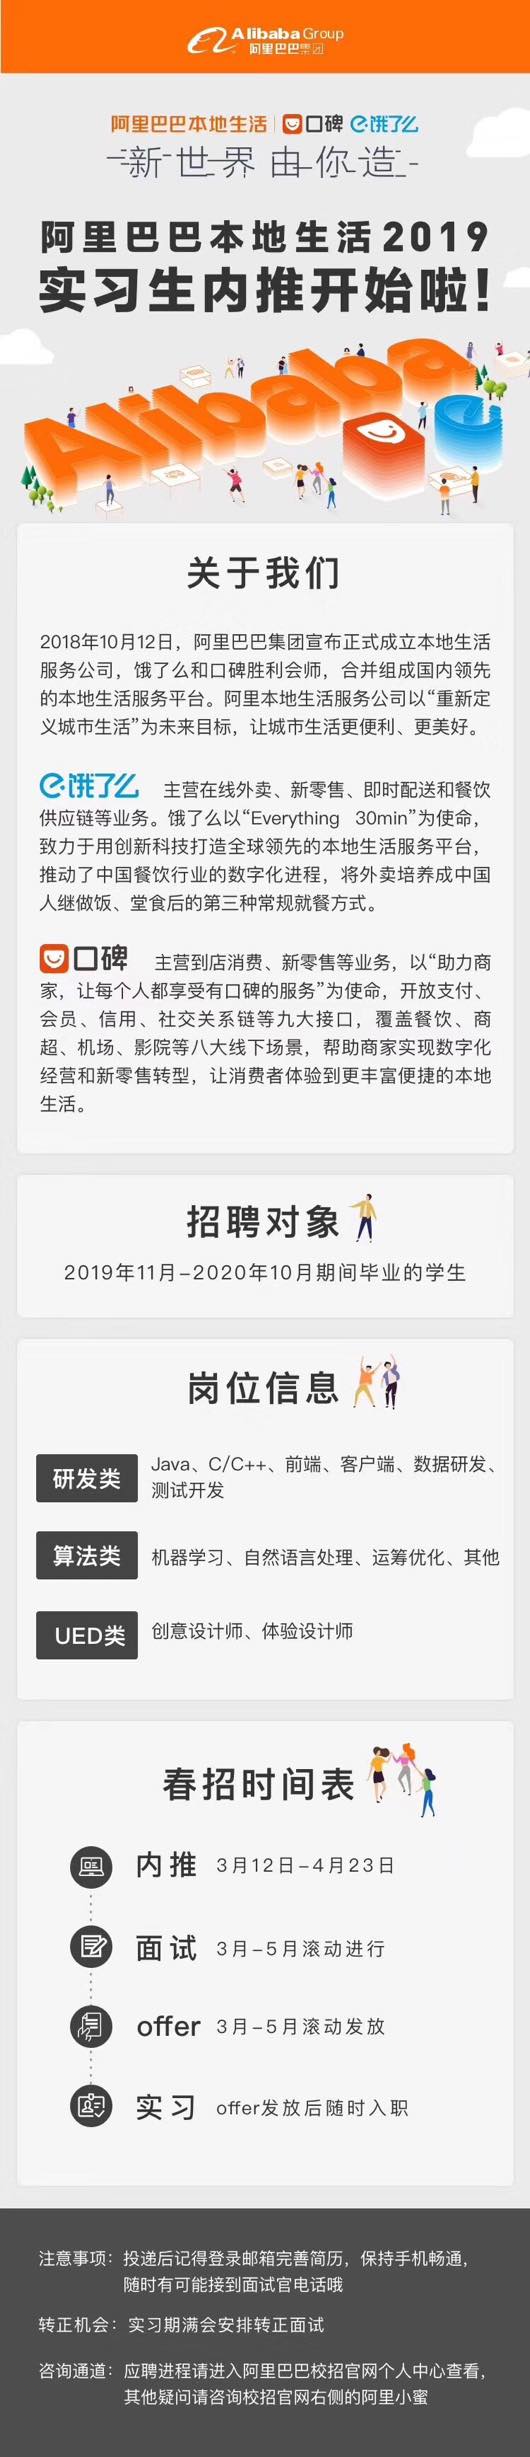 Alibaba Group
阿里巴巴集团
阿里巴巴本地生活 口碑 饿了么
新世界 由你造
阿里巴巴本地生活2019
实习生内推开始啦!
Alibaba
关于我们
2018年10月12日，阿里巴巴集团宣布正式成立本地生活
服务公司，饿了么和口碑胜利会师，合并组成国内领先
的本地生活服务平台。阿里本地生活服务公司以“重新定
义城市生活”为未来目标，让城市生活更便利、更美好。
饿了么 主营在线外卖、新零售、即时配送和餐饮
供应链等业务。饿了么以“Everything 30min”为使命，
致力于用创新科技打造全球领先的本地生活服务平台，
推动了中国餐饮行业的数字化进程，将外卖培养成中国
人继做饭、堂食后的第三种常规就餐方式。
口碑 主营到店消费、新零售等业务，以“助力商
家，让每个人都享受有口碑的服务”为使命，开放支付、
会员、信用、社交关系链等九大接口，覆盖餐饮、商
超、机场、影院等八大线下场景，帮助商家实现数字化
经营和新零售转型，让消费者体验到更丰富便捷的本地
生活。
招聘对象
2019年11月-2020年10月期间毕业的学生
岗位信息
研发类 Java、C/C++、前端、客户端、数据研发、
测试开发
算法类 机器学习、自然语言处理、运筹优化、其他
UED类 创意设计师、体验设计师
春招时间表
内推 3月12日-4月23日
面试 3月-5月滚动进行
offer 3月-5月滚动发放
实习 offer发放后随时入职
注意事项：投递后记得登录邮箱完善简历，保持手机畅通，
随时有可能接到面试官电话哦
转正机会：实习期满会安排转正面试
咨询通道：应聘进程请进入阿里巴巴校招官网个人中心查看，
其他疑问请咨询校招官网右侧的阿里小蜜